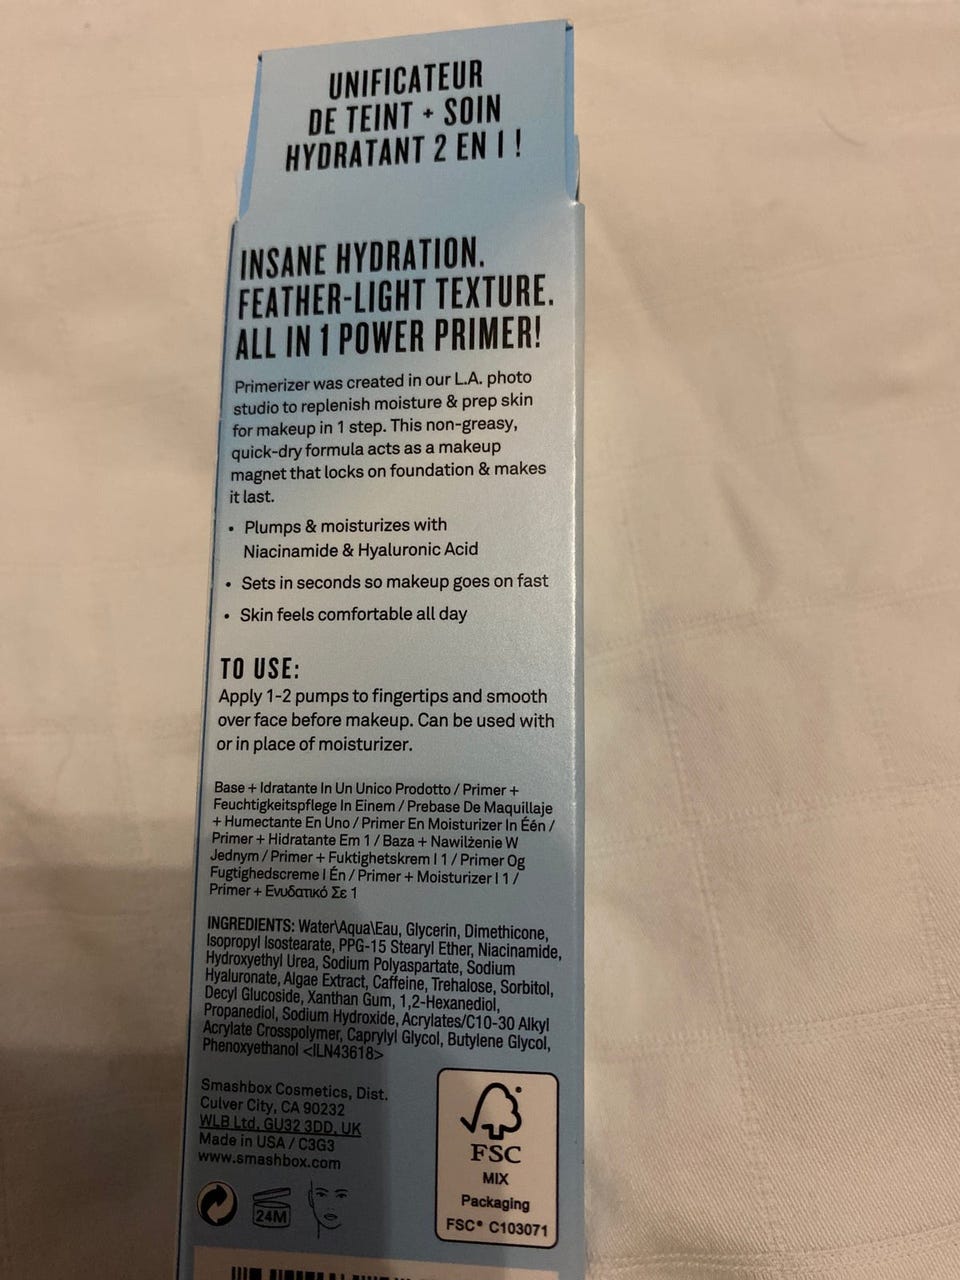 UNIFICATEUR
DE TEINT + SOIN
HYDRATANT 2 EN 1 !
INSANE HYDRATION.
FEATHER-LIGHT TEXTURE.
ALL IN 1 POWER PRIMER!
Primerizer was created in our L.A. photo
studio to replenish moisture & prep skin
for makeup in 1 step. This non-greasy,
quick-dry formula acts as a makeup
magnet that locks on foundation & makes
it last.
• Plumps & moisturizes with
Niacinamide & Hyaluronic Acid
• Sets in seconds so makeup goes on fast
• Skin feels comfortable all day
TO USE:
Apply 1-2 pumps to fingertips and smooth
over face before makeup. Can be used with
or in place of moisturizer.
Base + Idratante In Un Unico Prodotto / Primer +
Feuchtigkeitspflege In Einem / Prebase De Maquillaje
+ Humectante En Uno / Primer En Moisturizer In Één /
Primer + Hidratante Em 1 / Baza + Nawilżenie W
Jednym / Primer + Fuktighetskrem I 1 / Primer Og
Fugtighedscreme I Én / Primer + Moisturizer I 1 /
Primer + Ενυδατικό Σε 1
INGREDIENTS: Water\Aqua\Eau, Glycerin, Dimethicone,
Isopropyl Isostearate, PPG-15 Stearyl Ether, Niacinamide,
Hydroxyethyl Urea, Sodium Polyaspartate, Sodium
Hyaluronate, Algae Extract, Caffeine, Trehalose, Sorbitol,
Decyl Glucoside, Xanthan Gum, 1,2-Hexanediol,
Propanediol, Sodium Hydroxide, Acrylates/C10-30 Alkyl
Acrylate Crosspolymer, Caprylyl Glycol, Butylene Glycol,
Phenoxyethanol <ILN43618>
Smashbox Cosmetics, Dist.
Culver City, CA 90232
WLB Ltd. GU32 3DD, UK
Made in USA / C3G3
www.smashbox.com
24M
FSC
MIX
Packaging
FSC® C103071